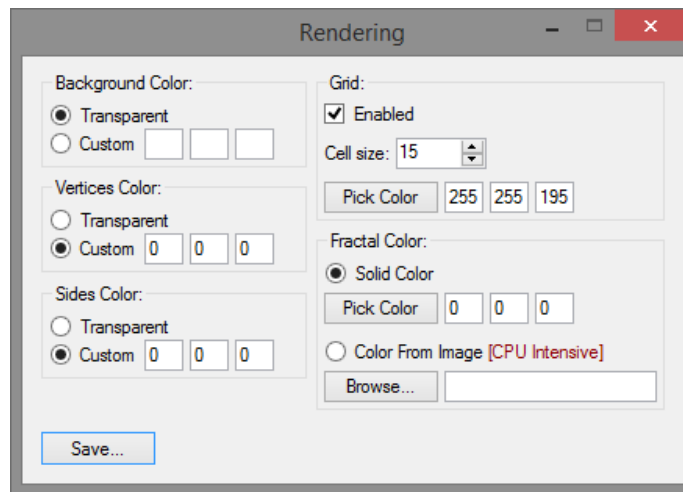 Rendering
Background Color:
Transparent
Custom
Vertices Color:
Transparent
Custom 0 0 0
Sides Color:
Transparent
Custom 0 0 0
Save...
Grid:
Enabled
Cell size: 15
Pick Color 255 255 195
Fractal Color:
Solid Color
Pick Color 0 0 0
Color From Image [CPU Intensive]
Browse...